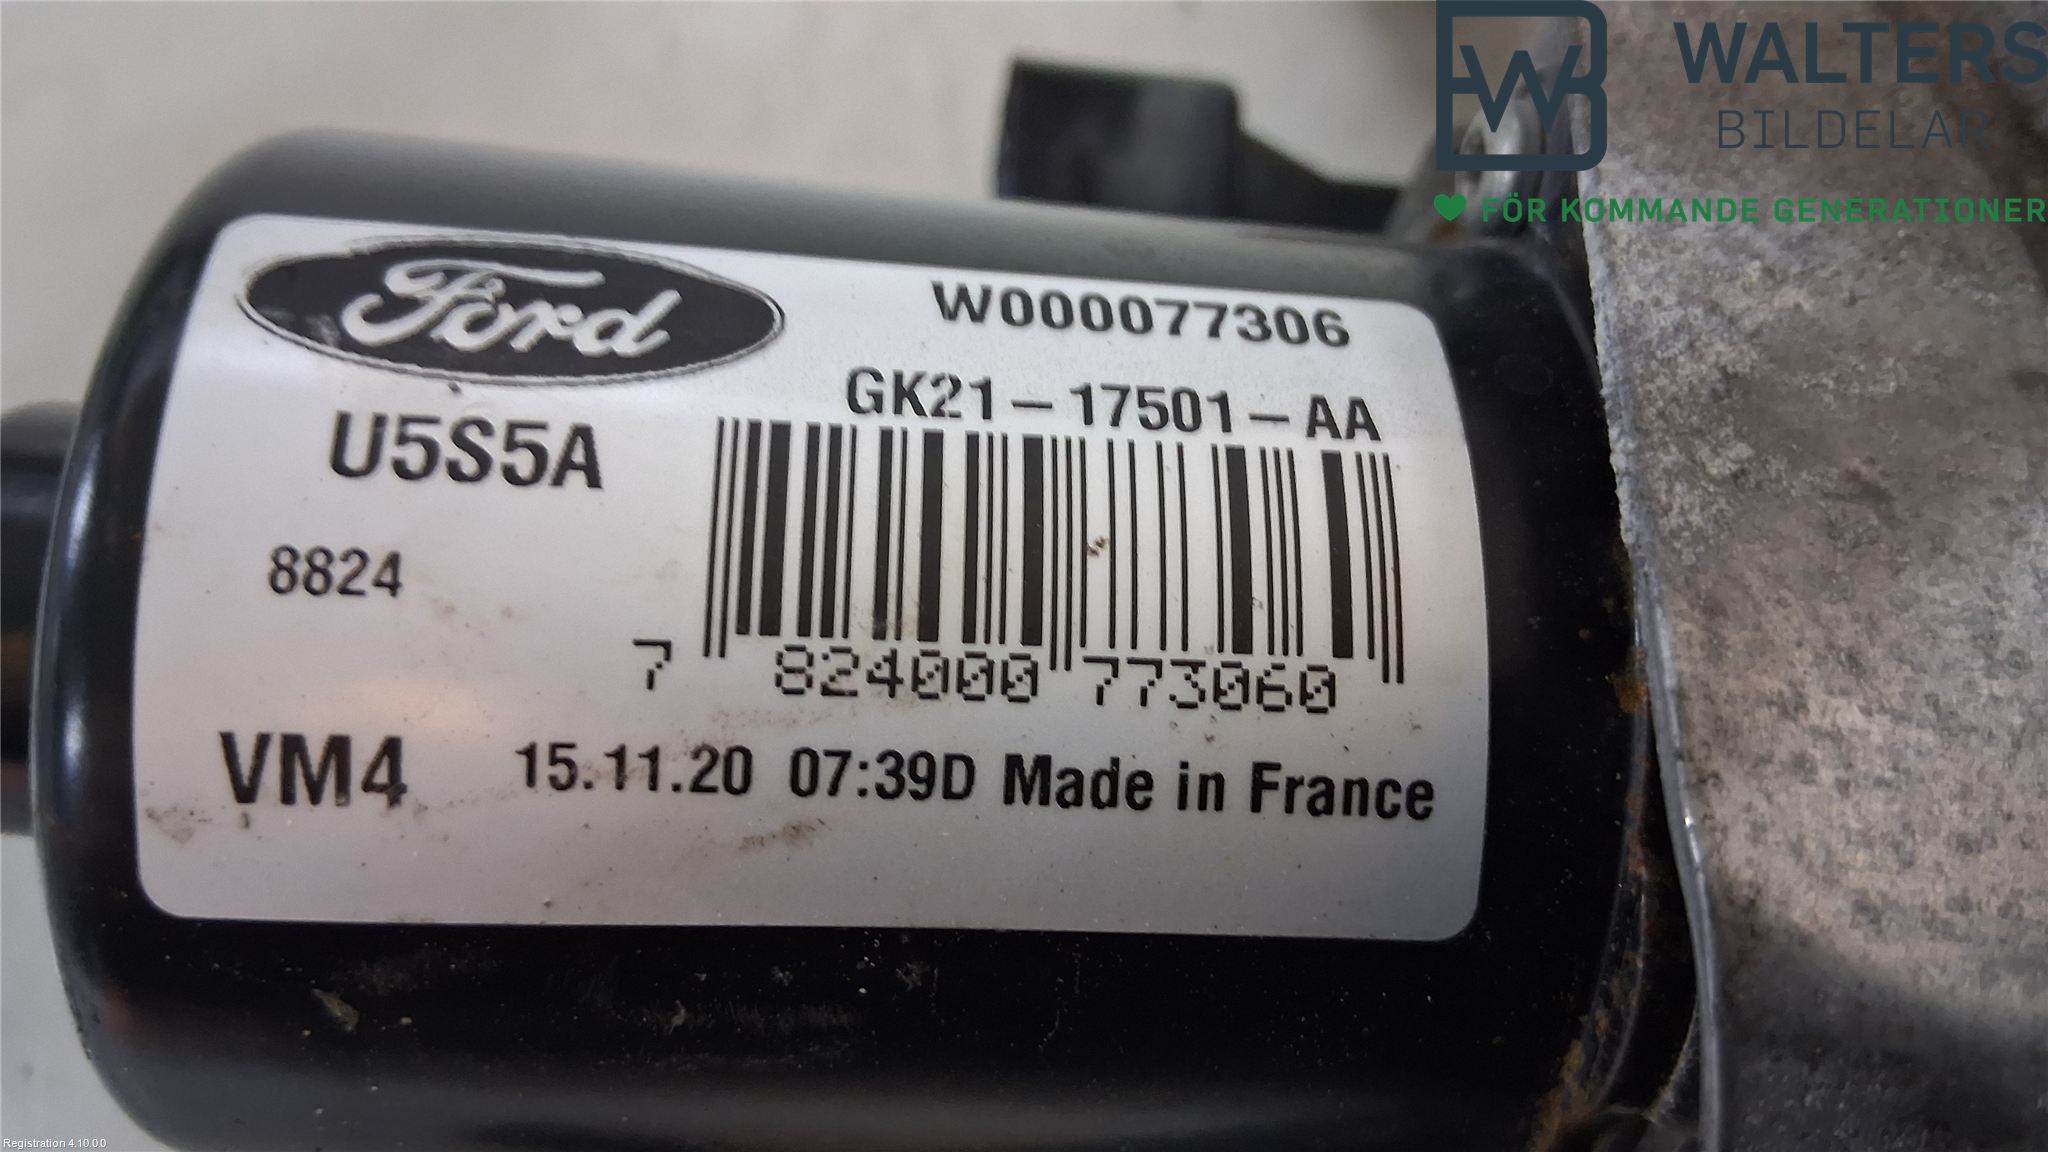 WALTERS
BILDELAR
FÖR KOMMANDE GENERATIONER
Ford
W000077306
GK21-17501-AA
U5S5A
8824
7 824000 773060
VM4 15.11.20 07:39D Made in France
Registration 4.10.0.0